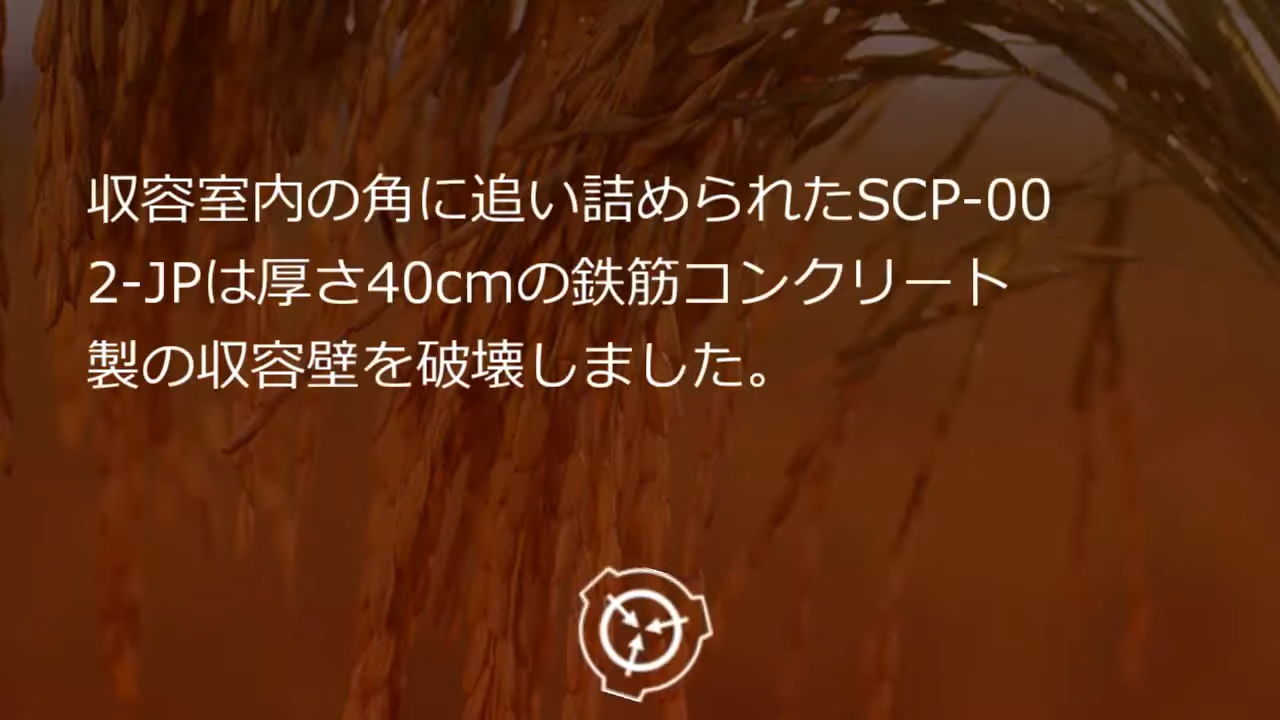 収容室内の角に追い詰められたSCP-00
2-JPは厚さ40cmの鉄筋コンクリート
製の収容壁を破壊しました。